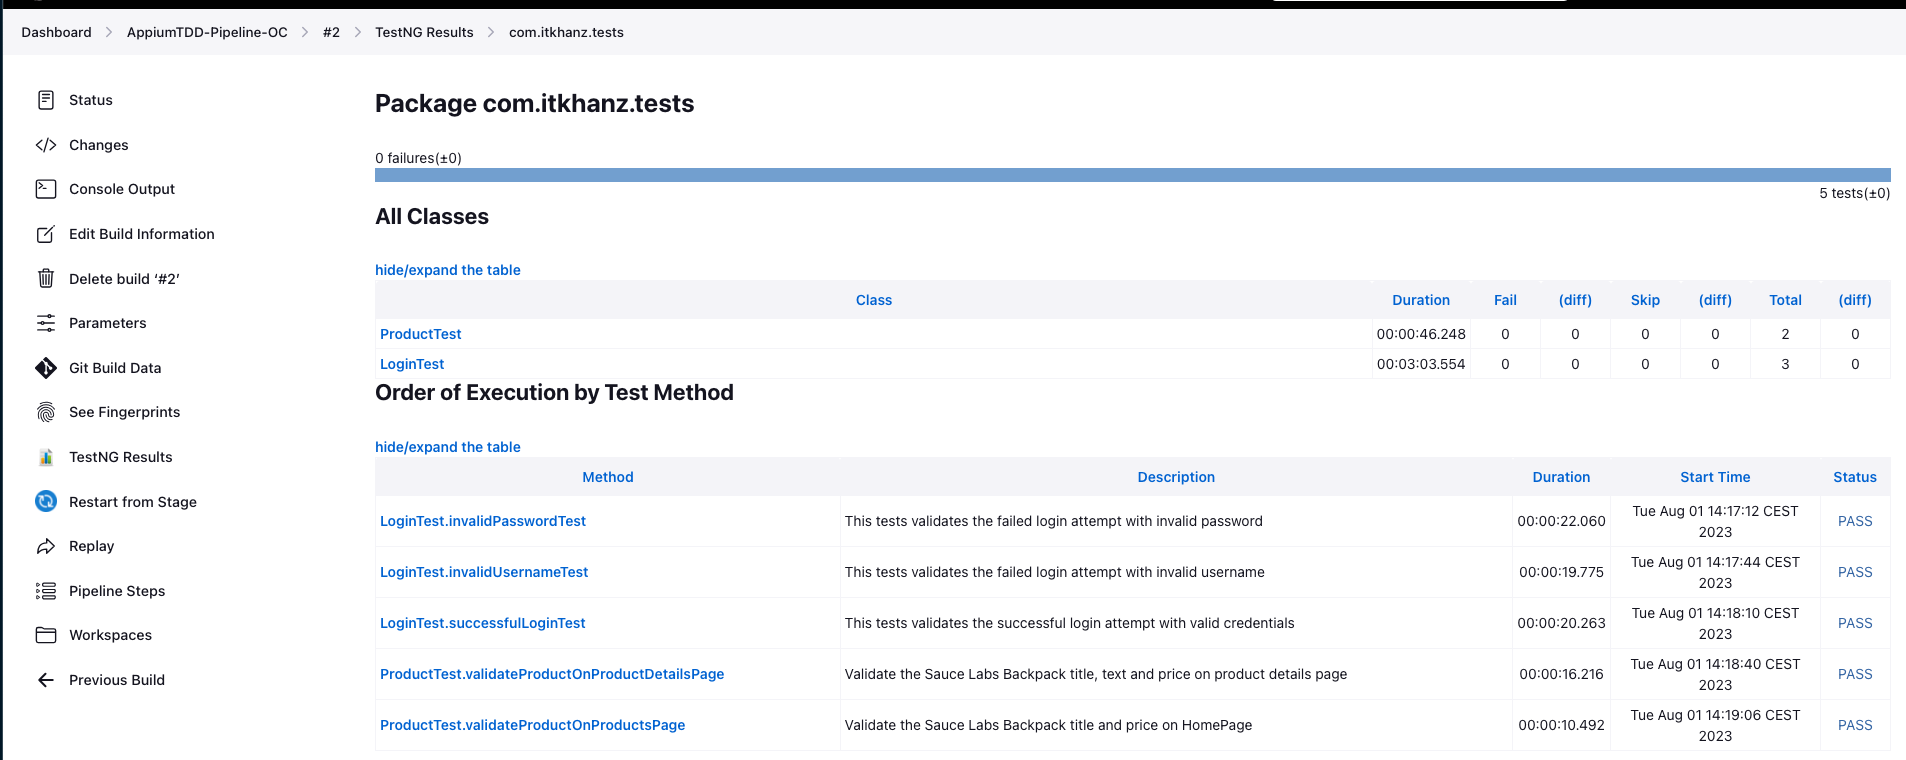 Dashboard > AppiumTDD-Pipeline-OC > #2 > TestNG Results > com.itkhanz.tests
Status
Changes
Console Output
Edit Build Information
Delete build ‘#2’
Parameters
Git Build Data
See Fingerprints
TestNG Results
Restart from Stage
Replay
Pipeline Steps
Workspaces
Previous Build
Package com.itkhanz.tests
0 failures(±0)
5 tests(±0)
All Classes
hide/expand the table
Class Duration Fail (diff) Skip (diff) Total (diff)
ProductTest 00:00:46.248 0 0 0 0 2 0
LoginTest 00:03:03.554 0 0 0 0 3 0
Order of Execution by Test Method
hide/expand the table
Method Description Duration Start Time Status
LoginTest.invalidPasswordTest This tests validates the failed login attempt with invalid password 00:00:22.060 Tue Aug 01 14:17:12 CEST 2023 PASS
LoginTest.invalidUsernameTest This tests validates the failed login attempt with invalid username 00:00:19.775 Tue Aug 01 14:17:44 CEST 2023 PASS
LoginTest.successfulLoginTest This tests validates the successful login attempt with valid credentials 00:00:20.263 Tue Aug 01 14:18:10 CEST 2023 PASS
ProductTest.validateProductOnProductDetailsPage Validate the Sauce Labs Backpack title, text and price on product details page 00:00:16.216 Tue Aug 01 14:18:40 CEST 2023 PASS
ProductTest.validateProductOnProductsPage Validate the Sauce Labs Backpack title and price on HomePage 00:00:10.492 Tue Aug 01 14:19:06 CEST 2023 PASS